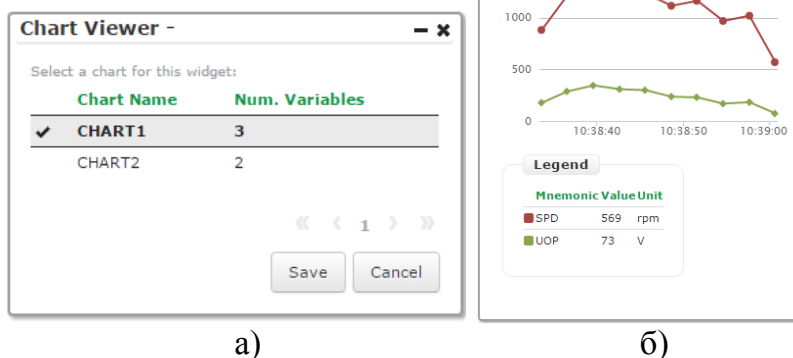 Chart Viewer -
Select a chart for this widget:
Chart Name Num. Variables
CHART1 3
CHART2 2
« ‹ 1 › »
Save Cancel
а)
1000
500
0
10:38:40 10:38:50 10:39:00
Legend
Mnemonic Value Unit
SPD 569 rpm
UOP 73 V
б)